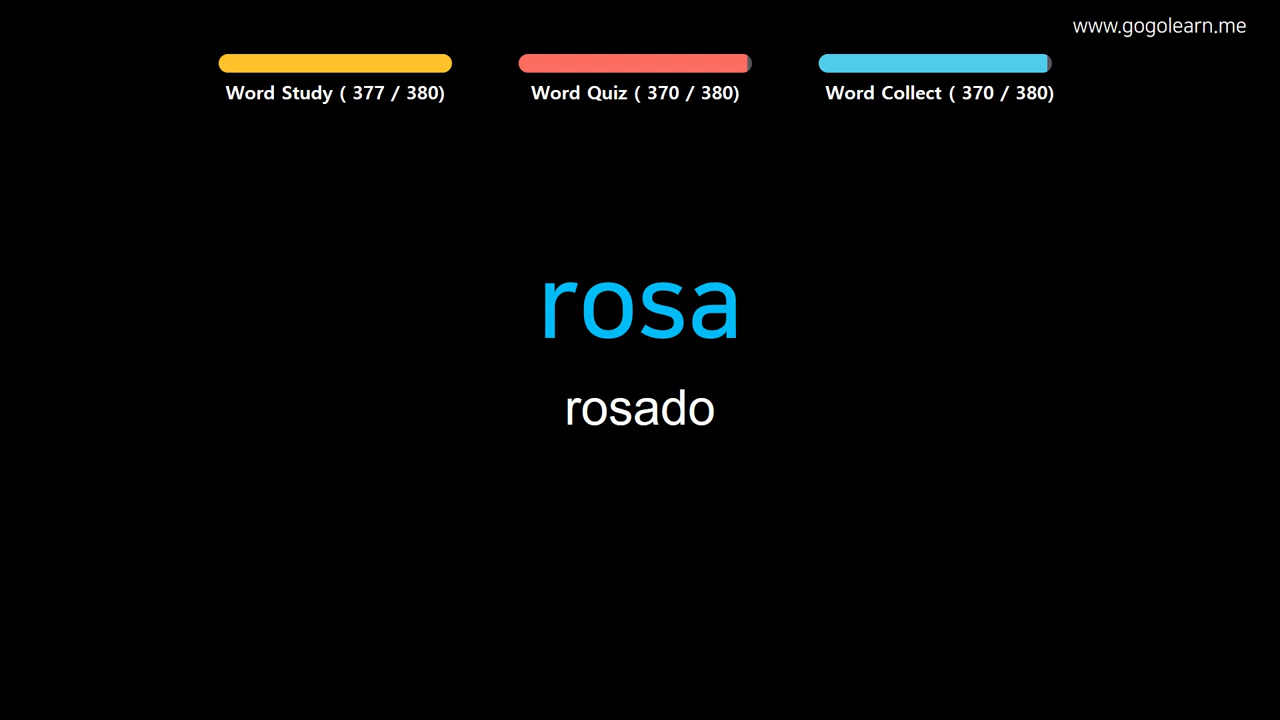 www.gogolearn.me
Word Study ( 377 / 380)
Word Quiz ( 370 / 380)
Word Collect ( 370 / 380)
rosa
rosado